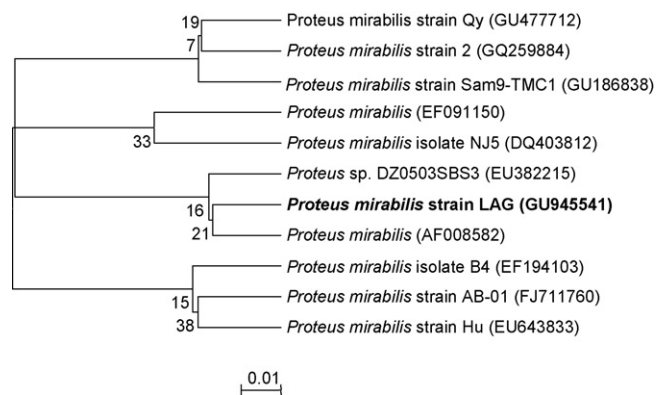 19
Proteus mirabilis strain Qy (GU477712)
7
Proteus mirabilis strain 2 (GQ259884)
Proteus mirabilis strain Sam9-TMC1 (GU186838)
Proteus mirabilis (EF091150)
33
Proteus mirabilis isolate NJ5 (DQ403812)
Proteus sp. DZ0503SBS3 (EU382215)
16
Proteus mirabilis strain LAG (GU945541)
21
Proteus mirabilis (AF008582)
Proteus mirabilis isolate B4 (EF194103)
15
Proteus mirabilis strain AB-01 (FJ711760)
38
Proteus mirabilis strain Hu (EU643833)
0.01